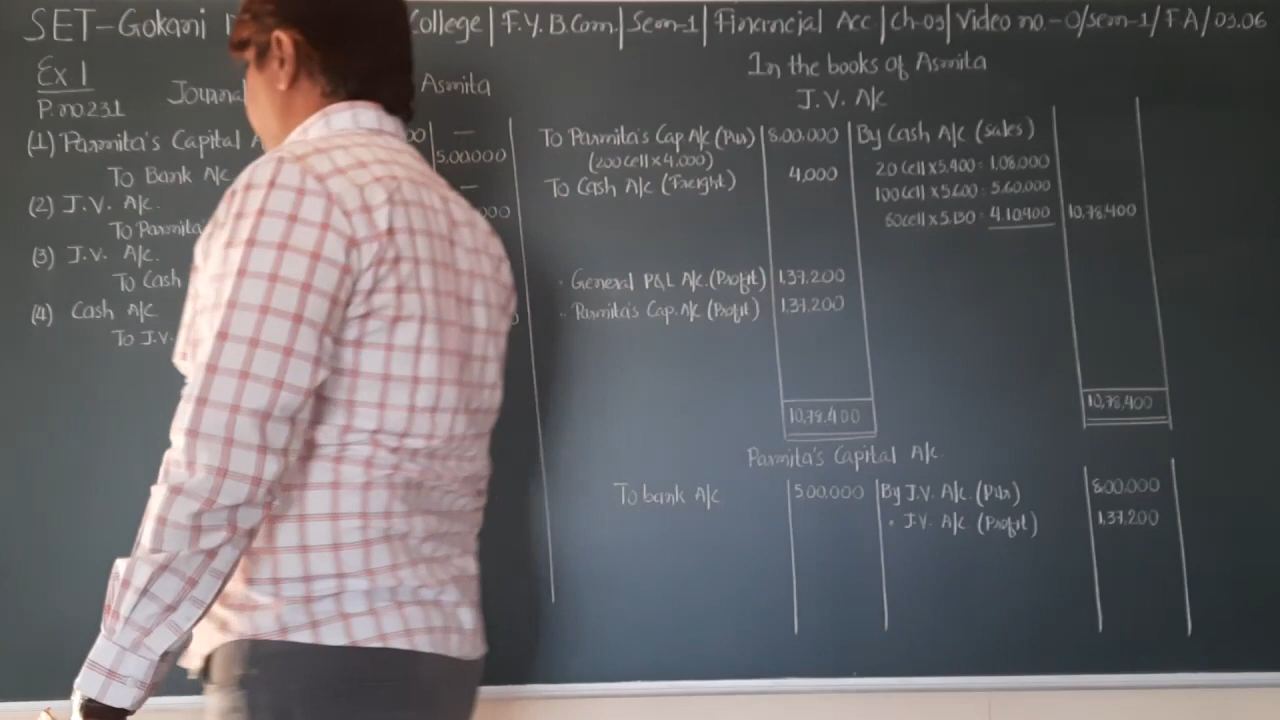 SET-Gokani
College | F.Y.B.Com. | Sem-1 | Financial Acc | Ch-03 | Video no.-0/sem-1/FA/03.06
Ex 1
P.no 231
Asmita
(1) Parmita's Capital
To Bank A/c
5,00,000
(2) J.V. A/c.
To Parmita
(3) J.V. A/c.
To Cash
(4) Cash A/c
To J.V.
In the books of Asmita
J.V. A/c
To Parmita's Cap. A/c (Pur) 8,00,000 By Cash A/c (Sales)
(200 Cell x 4,000) 20 Cell x 5,400 = 1,08,000
To Cash A/c (Freight) 4,000 100 Cell x 5,600 = 5,60,000
80 Cell x 5,130 = 4,10,400 10,78,400
" General P&L A/c. (Profit) 1,37,200
" Parmita's Cap. A/c (Profit) 1,37,200
10,78,400 10,78,400
Parmita's Capital A/c.
To bank A/c 5,00,000 By J.V. A/c. (Pur) 8,00,000
" J.V. A/c (Profit) 1,37,200